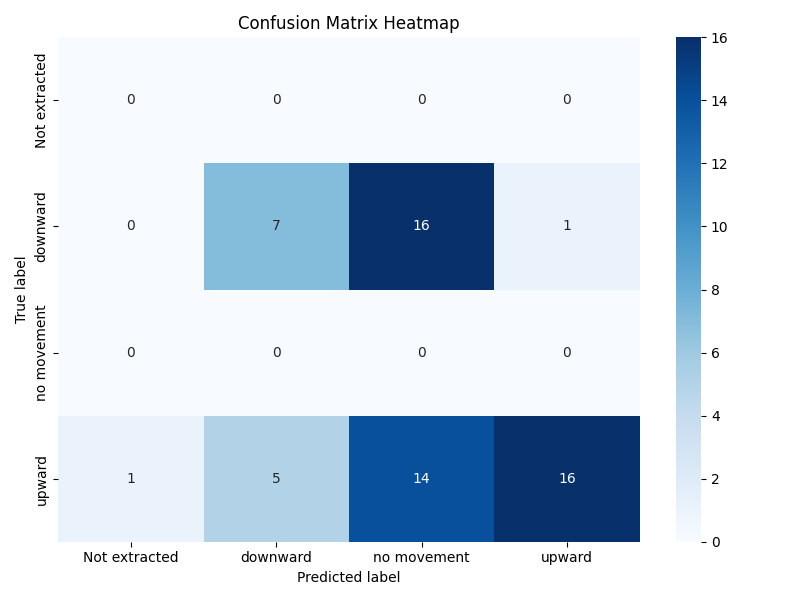 Confusion Matrix Heatmap
True label
Not extracted
0 0 0 0
downward
0 7 16 1
no movement
0 0 0 0
upward
1 5 14 16
Not extracted downward no movement upward
Predicted label
16
14
12
10
8
6
4
2
0